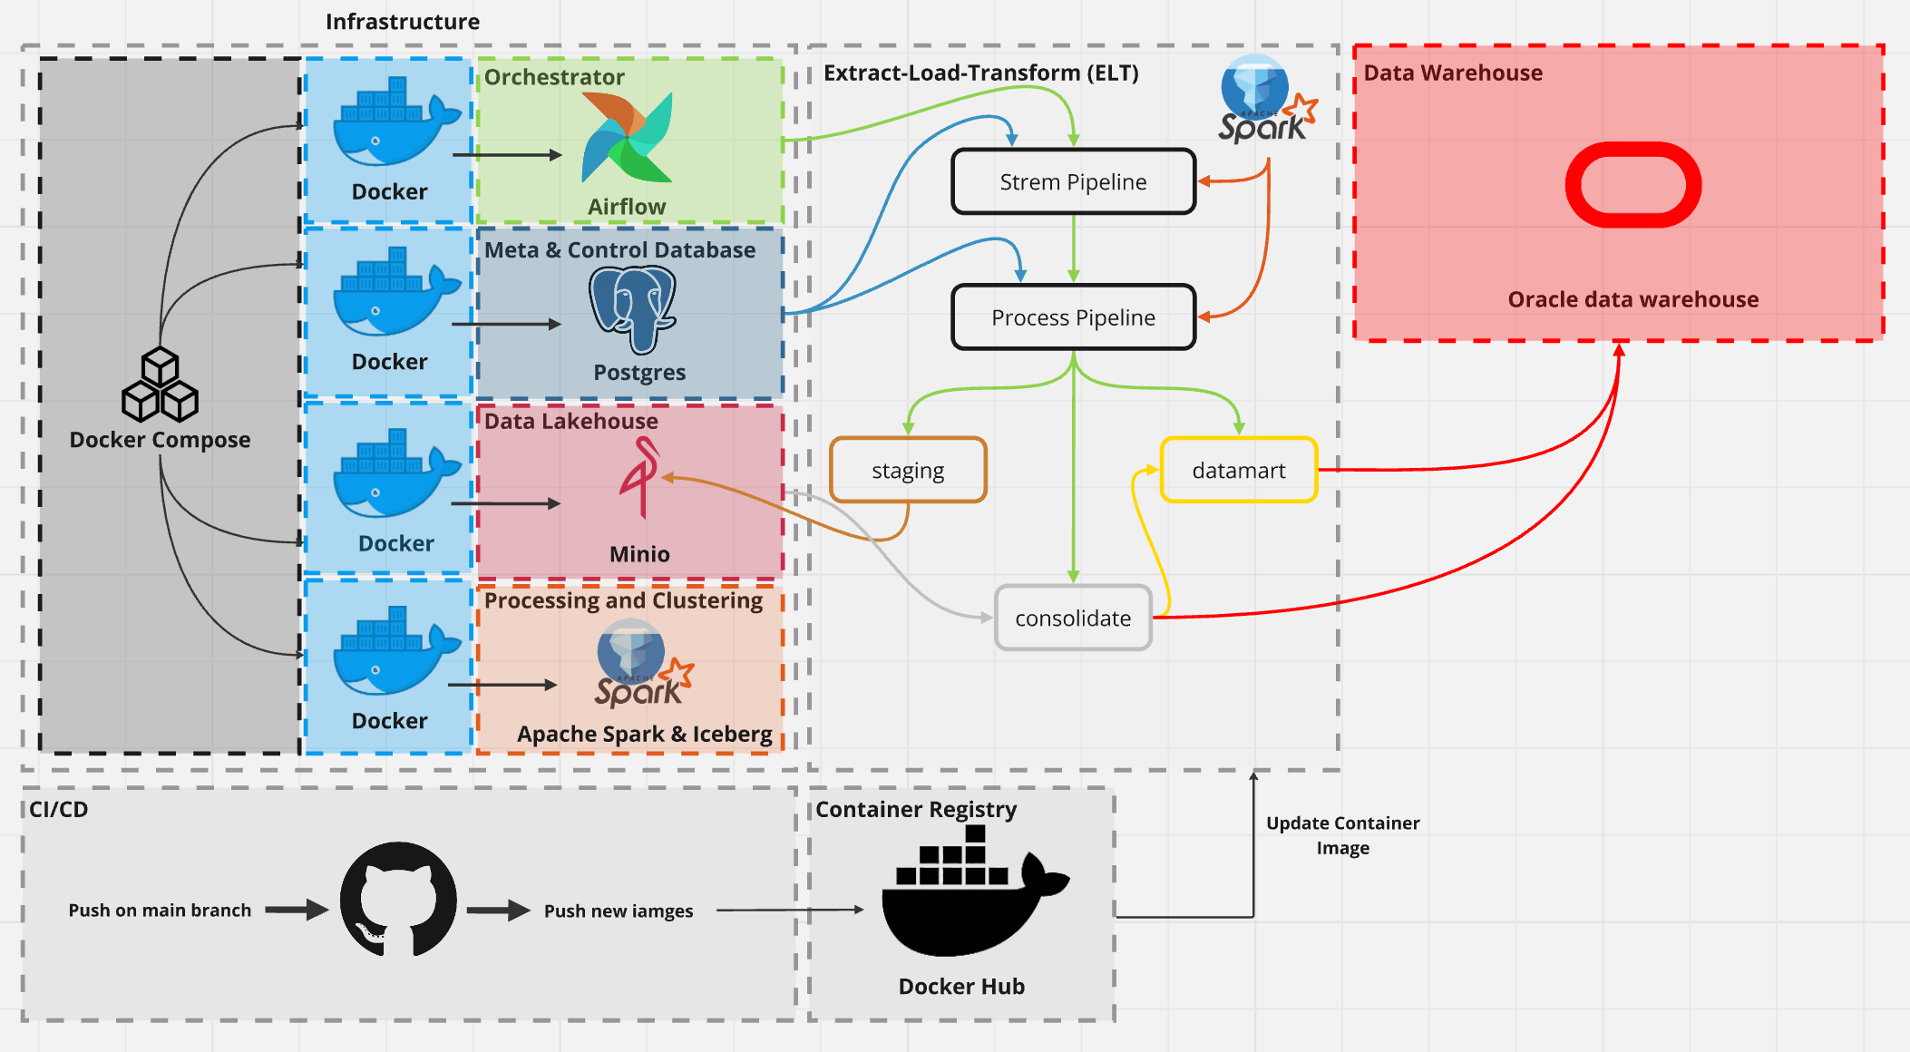 Infrastructure
Docker Compose
Docker
Orchestrator
Airflow
Docker
Meta & Control Database
Postgres
Docker
Data Lakehouse
Minio
Docker
Processing and Clustering
APACHE
Spark
Apache Spark & Iceberg
Extract-Load-Transform (ELT)
APACHE
Spark
Strem Pipeline
Process Pipeline
staging
datamart
consolidate
Data Warehouse
Oracle data warehouse
CI/CD
Push on main branch
Push new iamges
Container Registry
Docker Hub
Update Container
Image